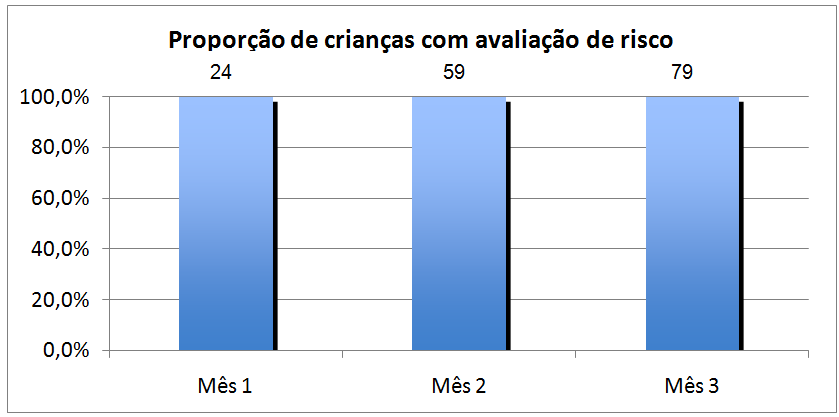 Proporção de crianças com avaliação de risco
24 59 79
100,0%
80,0%
60,0%
40,0%
20,0%
0,0%
Mês 1 Mês 2 Mês 3